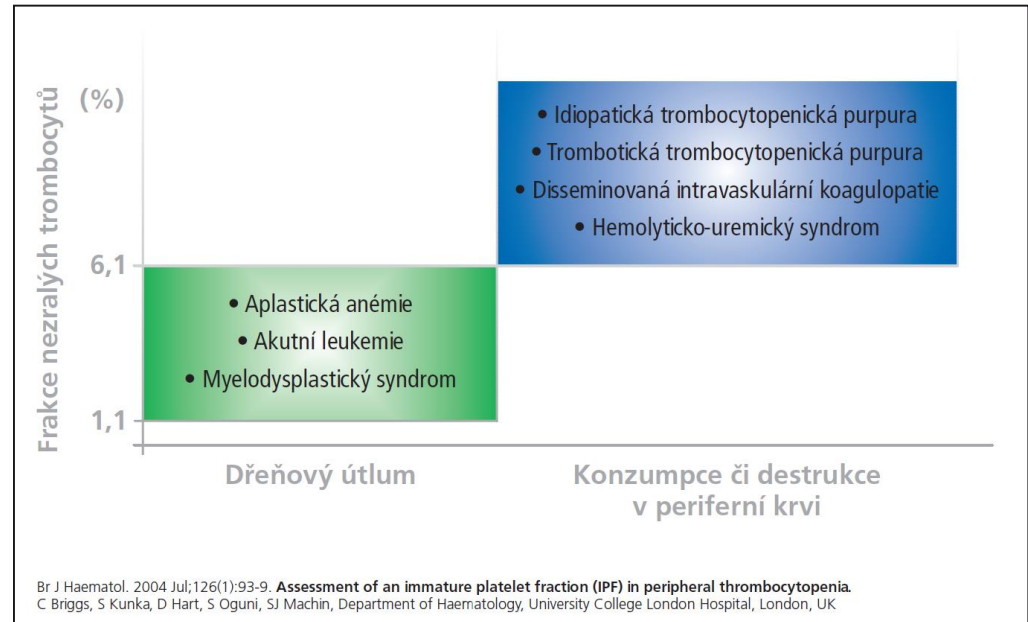 Frakce nezralých trombocytů
(%)
• Idiopatická trombocytopenická purpura
• Trombotická trombocytopenická purpura
• Disseminovaná intravaskulární koagulopatie
• Hemolyticko-uremický syndrom
6,1
• Aplastická anémie
• Akutní leukemie
• Myelodysplastický syndrom
1,1
Dřeňový útlum
Konzumpce či destrukce
v periferní krvi
Br J Haematol. 2004 Jul;126(1):93-9. Assessment of an immature platelet fraction (IPF) in peripheral thrombocytopenia.
C Briggs, S Kunka, D Hart, S Oguni, SJ Machin, Department of Haematology, University College London Hospital, London, UK